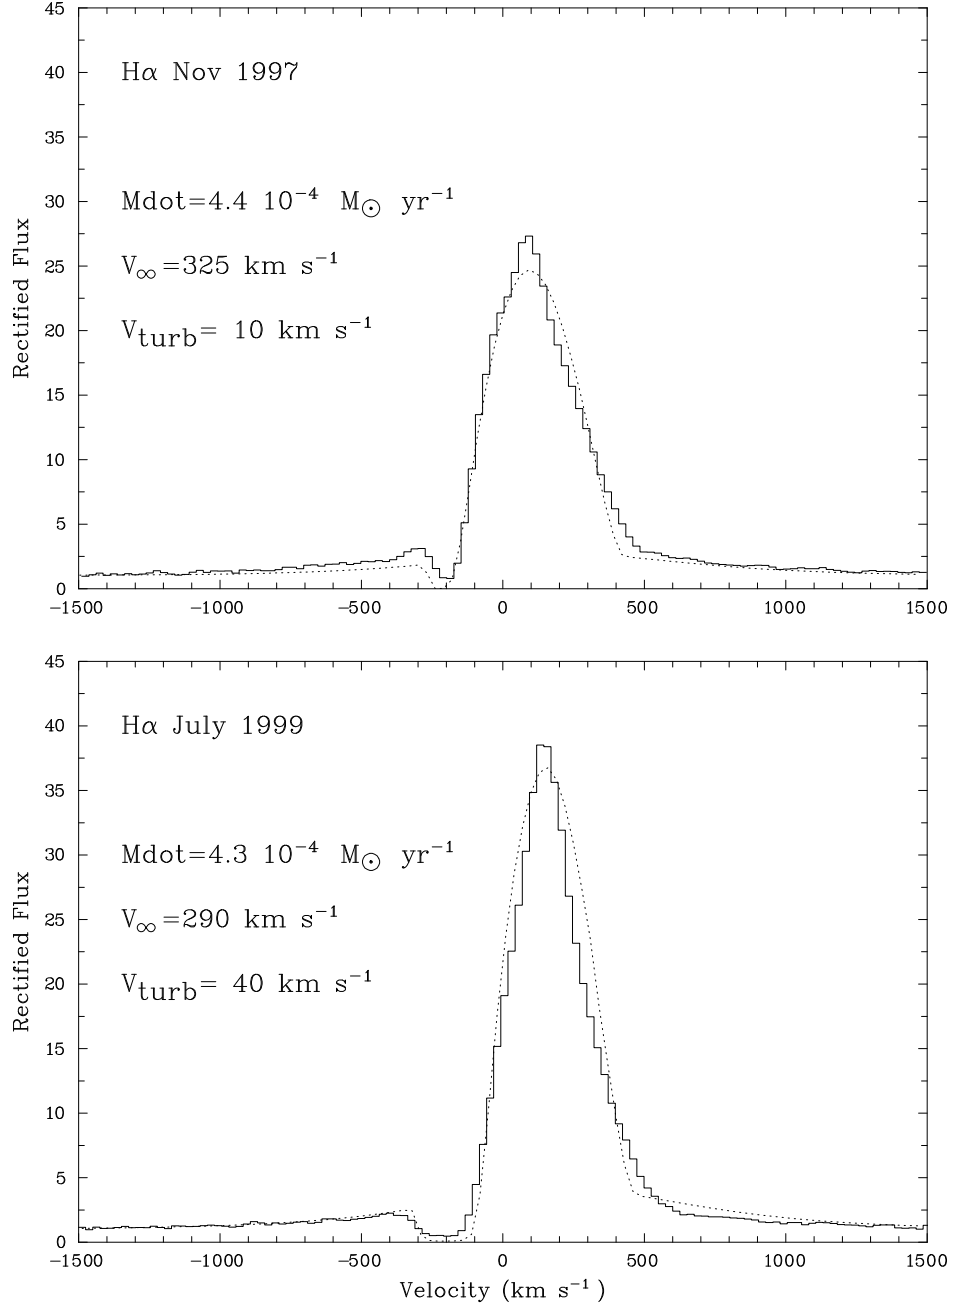 45
40
35
30
25
20
15
10
5
0
Rectified Flux
Hα Nov 1997
Mdot=4.4 10⁻⁴ M☉ yr⁻¹
V∞=325 km s⁻¹
Vturb= 10 km s⁻¹
−1500 −1000 −500 0 500 1000 1500
45
40
35
30
25
20
15
10
5
0
Rectified Flux
Hα July 1999
Mdot=4.3 10⁻⁴ M☉ yr⁻¹
V∞=290 km s⁻¹
Vturb= 40 km s⁻¹
−1500 −1000 −500 0 500 1000 1500
Velocity (km s⁻¹)